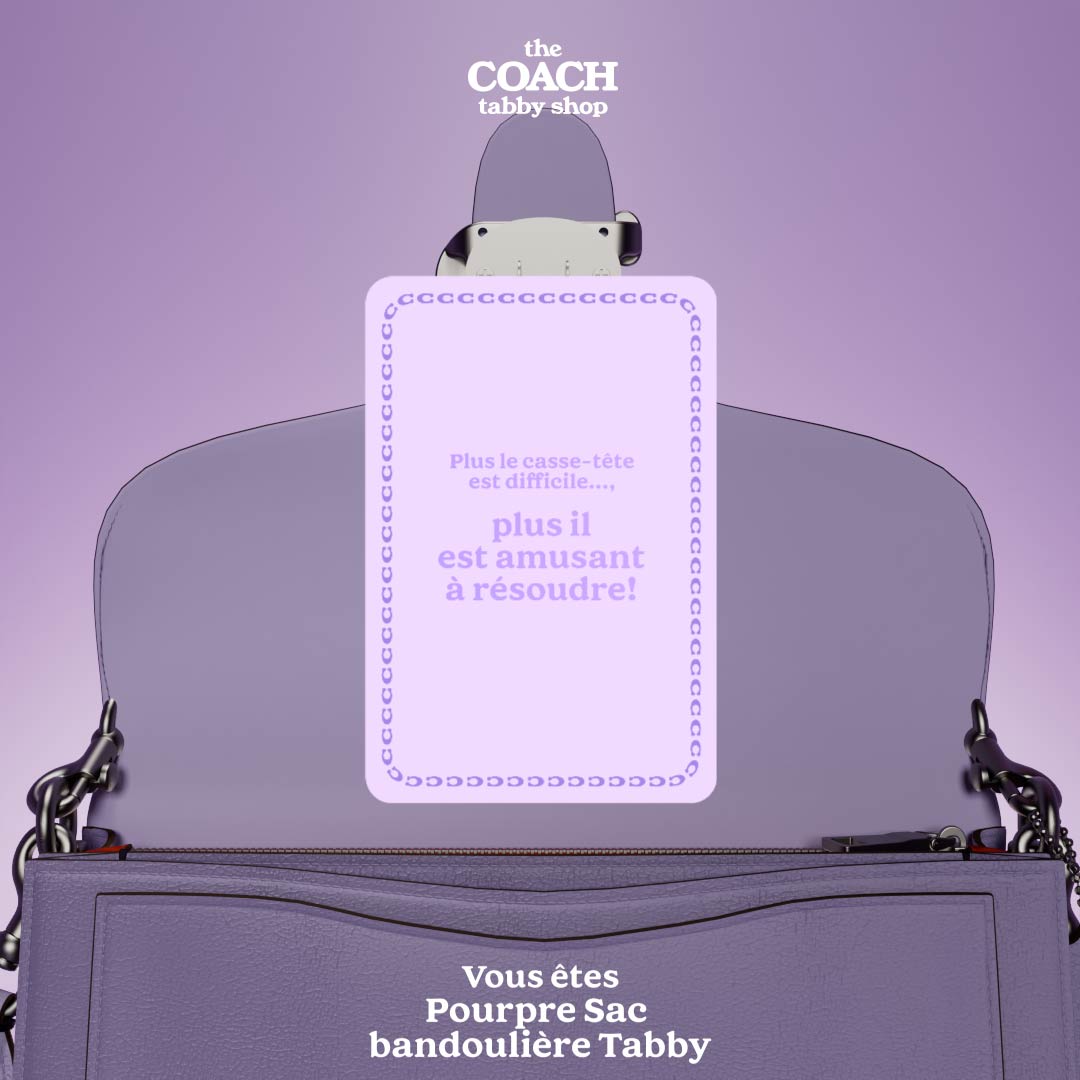 the
COACH
tabby shop
Plus le casse-tête
est difficile...,
plus il
est amusant
à résoudre!
Vous êtes
Pourpre Sac
bandoulière Tabby